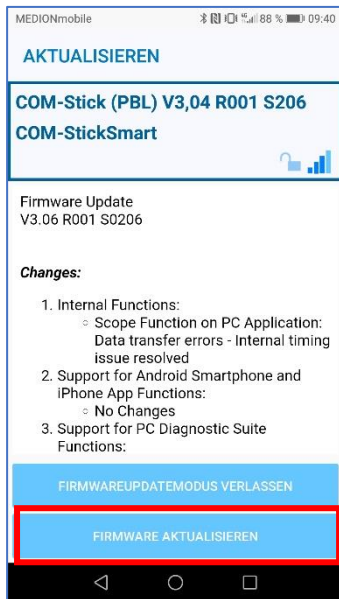 MEDIONmobile 88 % 09:40
AKTUALISIEREN
COM-Stick (PBL) V3,04 R001 S206
COM-StickSmart
Firmware Update
V3.06 R001 S0206
Changes:
1. Internal Functions:
○ Scope Function on PC Application:
Data transfer errors - Internal timing
issue resolved
2. Support for Android Smartphone and
iPhone App Functions:
○ No Changes
3. Support for PC Diagnostic Suite
Functions:
FIRMWAREUPDATEMODUS VERLASSEN
FIRMWARE AKTUALISIEREN